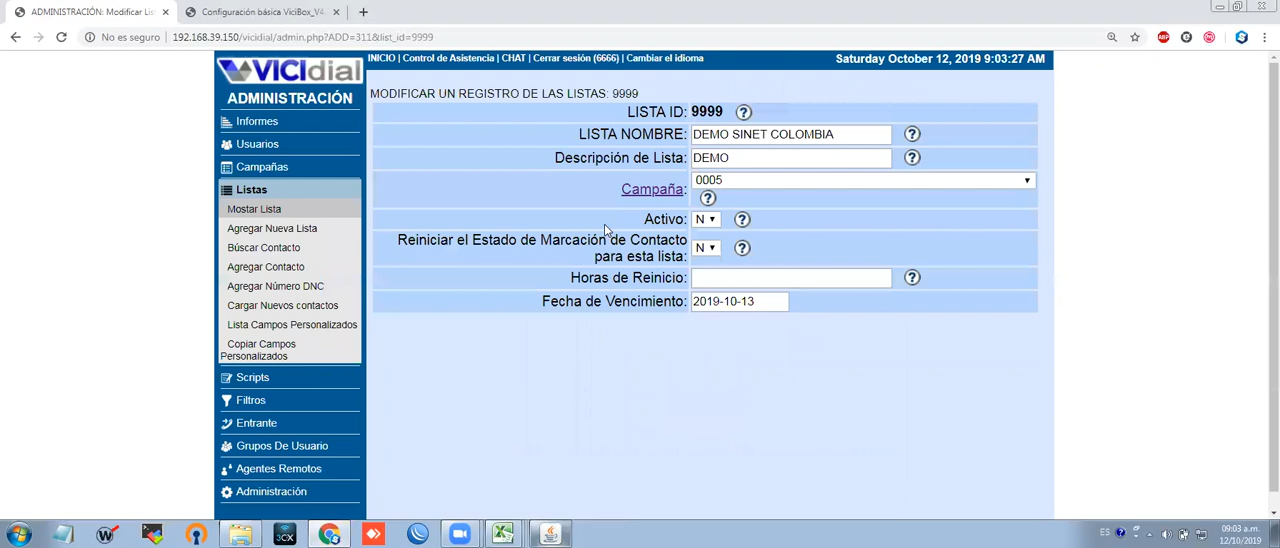 ADMINISTRACIÓN: Modificar Lis
Configuración básica ViciBox_V4.
No es seguro | 192.168.39.150/vicidial/admin.php?ADD=311&list_id=9999
ABP
VICIdial
INICIO | Control de Asistencia | CHAT | Cerrar sesión (6666) | Cambiar el idioma
Saturday October 12, 2019 9:03:27 AM
ADMINISTRACIÓN
Informes
Usuarios
Campañas
Listas
Mostar Lista
Agregar Nueva Lista
Búscar Contacto
Agregar Contacto
Agregar Número DNC
Cargar Nuevos contactos
Lista Campos Personalizados
Copiar Campos
Personalizados
Scripts
Filtros
Entrante
Grupos De Usuario
Agentes Remotos
Administración
MODIFICAR UN REGISTRO DE LAS LISTAS: 9999
LISTA ID: 9999 ?
LISTA NOMBRE: DEMO SINET COLOMBIA ?
Descripción de Lista: DEMO ?
Campaña: 0005
?
Activo: N ?
Reiniciar el Estado de Marcación de Contacto
para esta lista: N ?
Horas de Reinicio: ?
Fecha de Vencimiento: 2019-10-13
3CX
ES
09:03 a.m.
12/10/2019